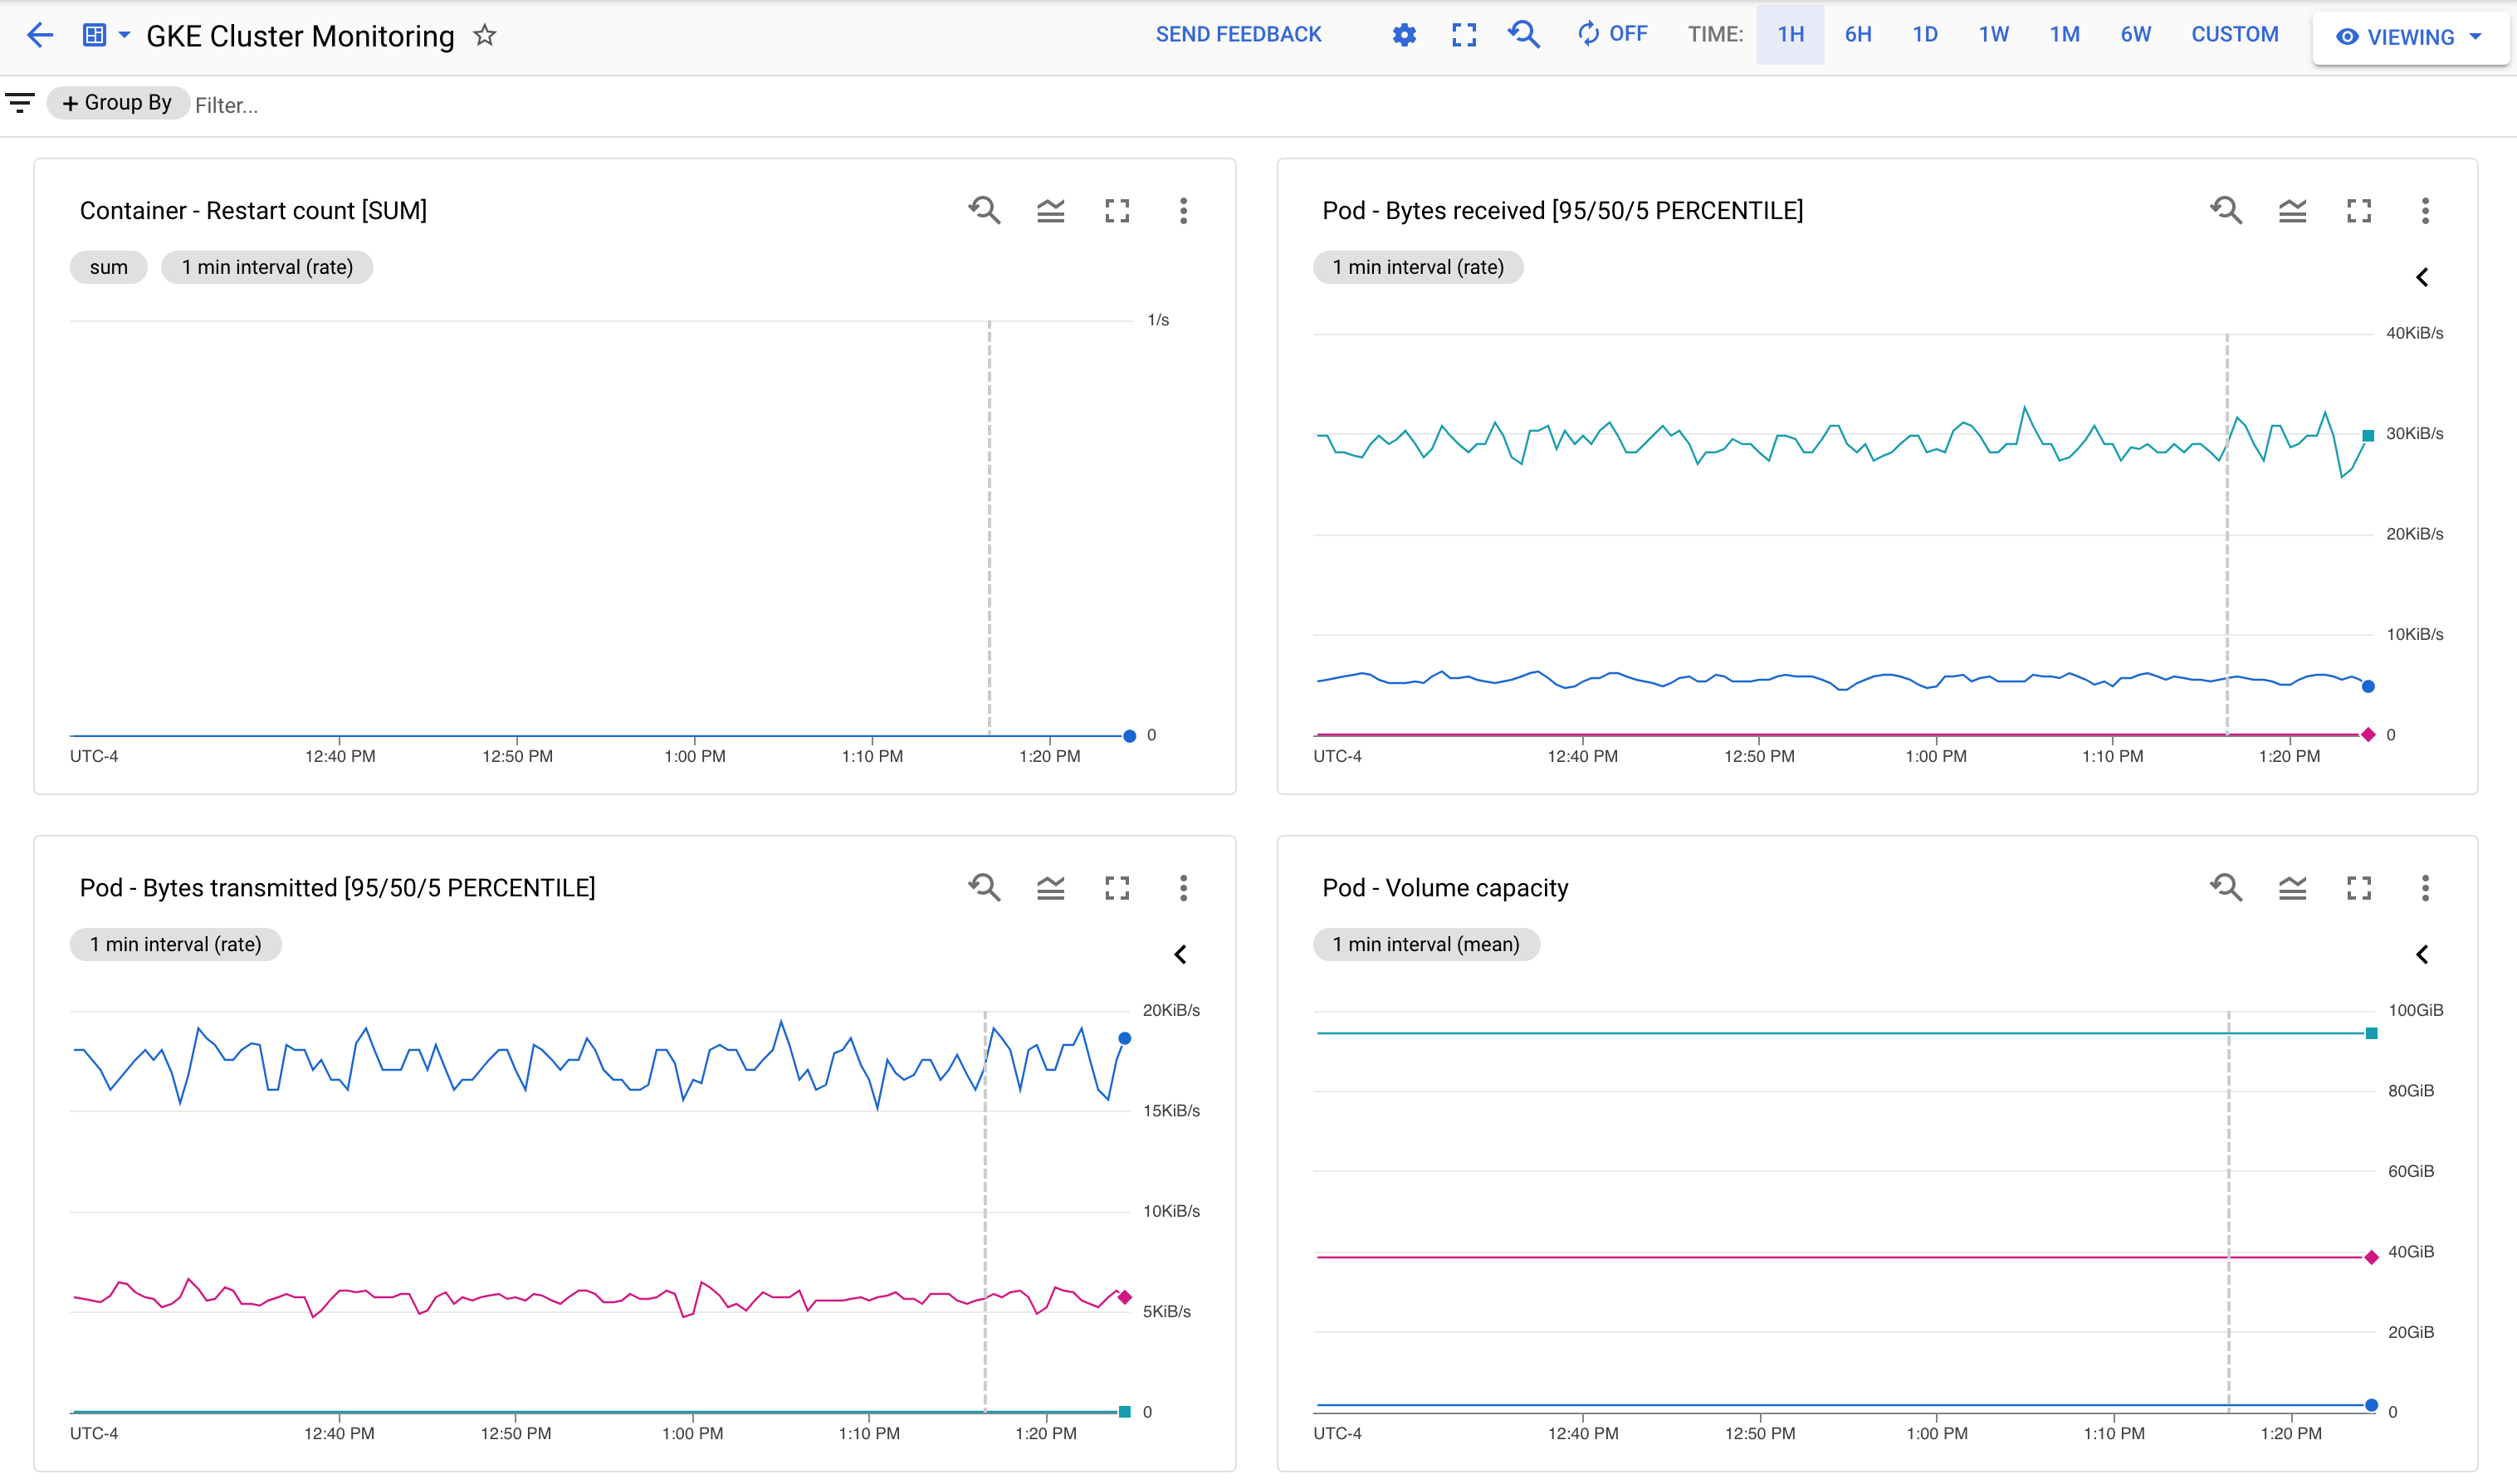 GKE Cluster Monitoring
SEND FEEDBACK
OFF
TIME:
1H
6H
1D
1W
1M
6W
CUSTOM
VIEWING
+ Group By
Filter...
Container - Restart count [SUM]
sum
1 min interval (rate)
1/s
0
UTC-4
12:40 PM
12:50 PM
1:00 PM
1:10 PM
1:20 PM
Pod - Bytes received [95/50/5 PERCENTILE]
1 min interval (rate)
40KiB/s
30KiB/s
20KiB/s
10KiB/s
0
UTC-4
12:40 PM
12:50 PM
1:00 PM
1:10 PM
1:20 PM
Pod - Bytes transmitted [95/50/5 PERCENTILE]
1 min interval (rate)
20KiB/s
15KiB/s
10KiB/s
5KiB/s
0
UTC-4
12:40 PM
12:50 PM
1:00 PM
1:10 PM
1:20 PM
Pod - Volume capacity
1 min interval (mean)
100GiB
80GiB
60GiB
40GiB
20GiB
0
UTC-4
12:40 PM
12:50 PM
1:00 PM
1:10 PM
1:20 PM